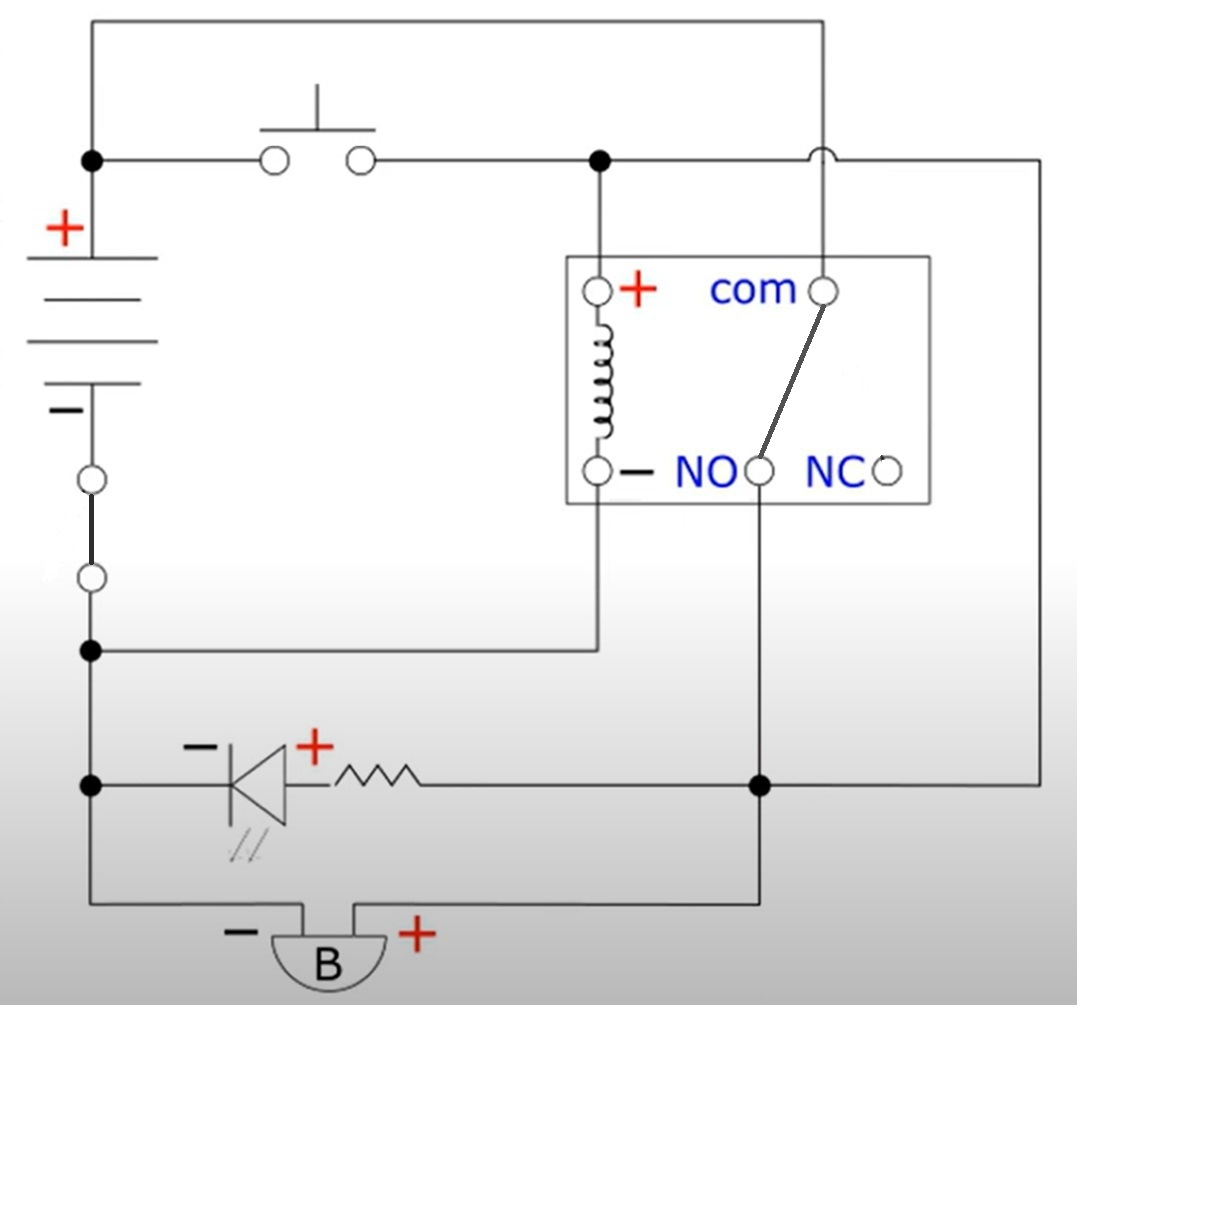 +
+ com
−
− NO NC
− +
− +
B